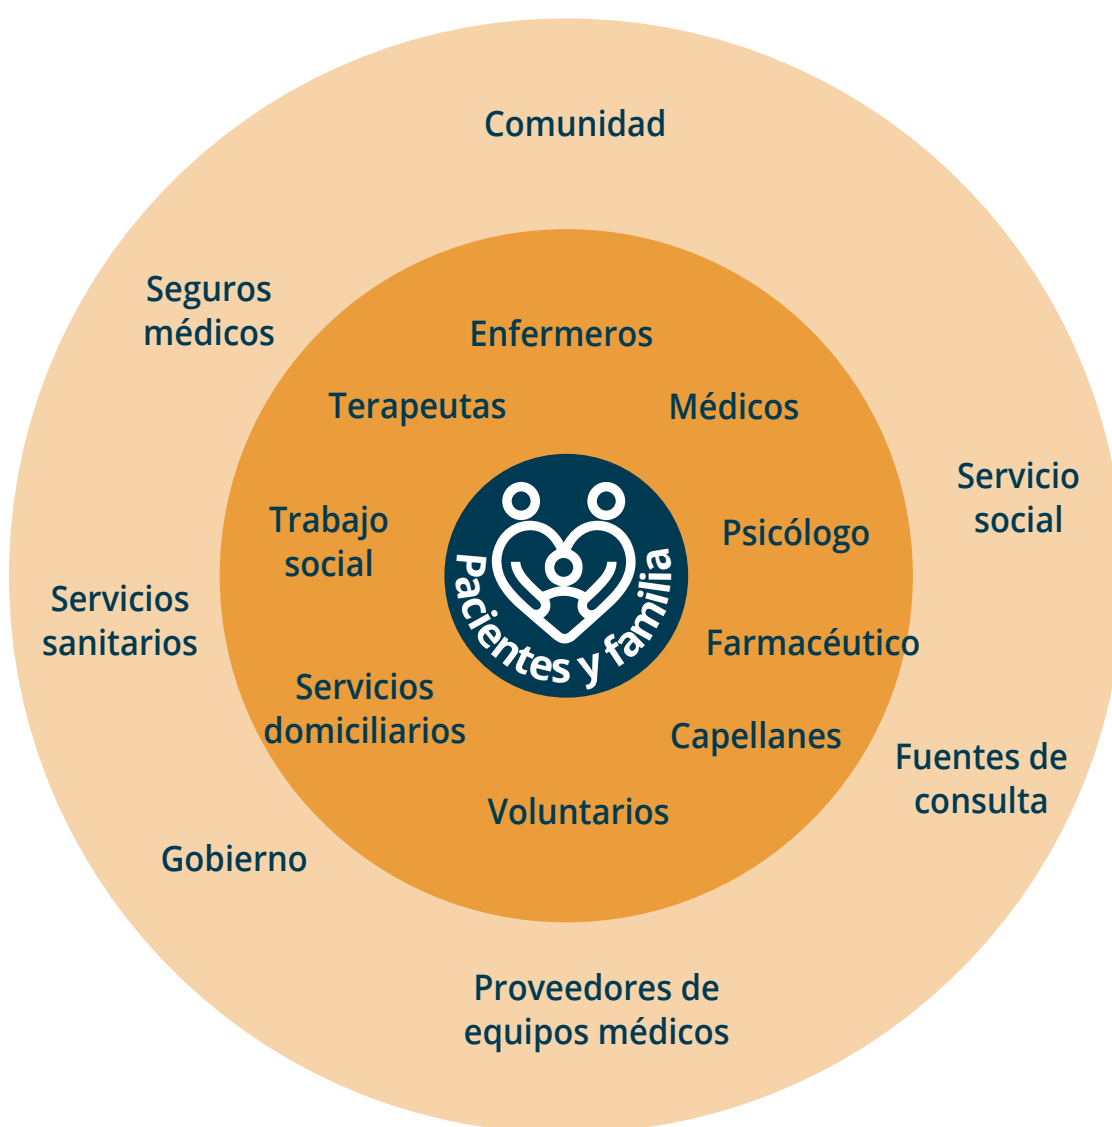 Comunidad
Seguros
médicos
Enfermeros
Terapeutas
Médicos
Servicio
social
Trabajo
social
Psicólogo
Pacientes y familia
Servicios
sanitarios
Farmacéutico
Servicios
domiciliarios
Capellanes
Fuentes de
consulta
Voluntarios
Gobierno
Proveedores de
equipos médicos